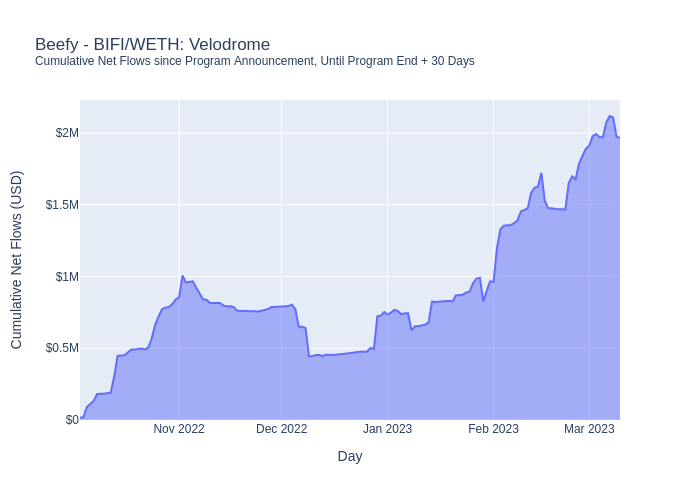 Beefy - BIFI/WETH: Velodrome
Cumulative Net Flows since Program Announcement, Until Program End + 30 Days
Cumulative Net Flows (USD)
$2M
$1.5M
$1M
$0.5M
$0
Nov 2022
Dec 2022
Jan 2023
Feb 2023
Mar 2023
Day